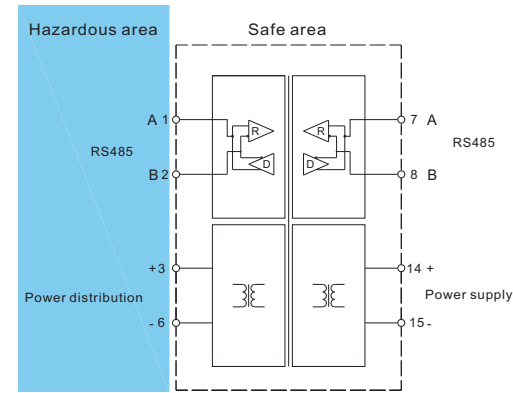 Hazardous area Safe area
A 1 R R 7 A
RS485 RS485
B 2 D D 8 B
+3 14 +
Power distribution Power supply
- 6 15 -